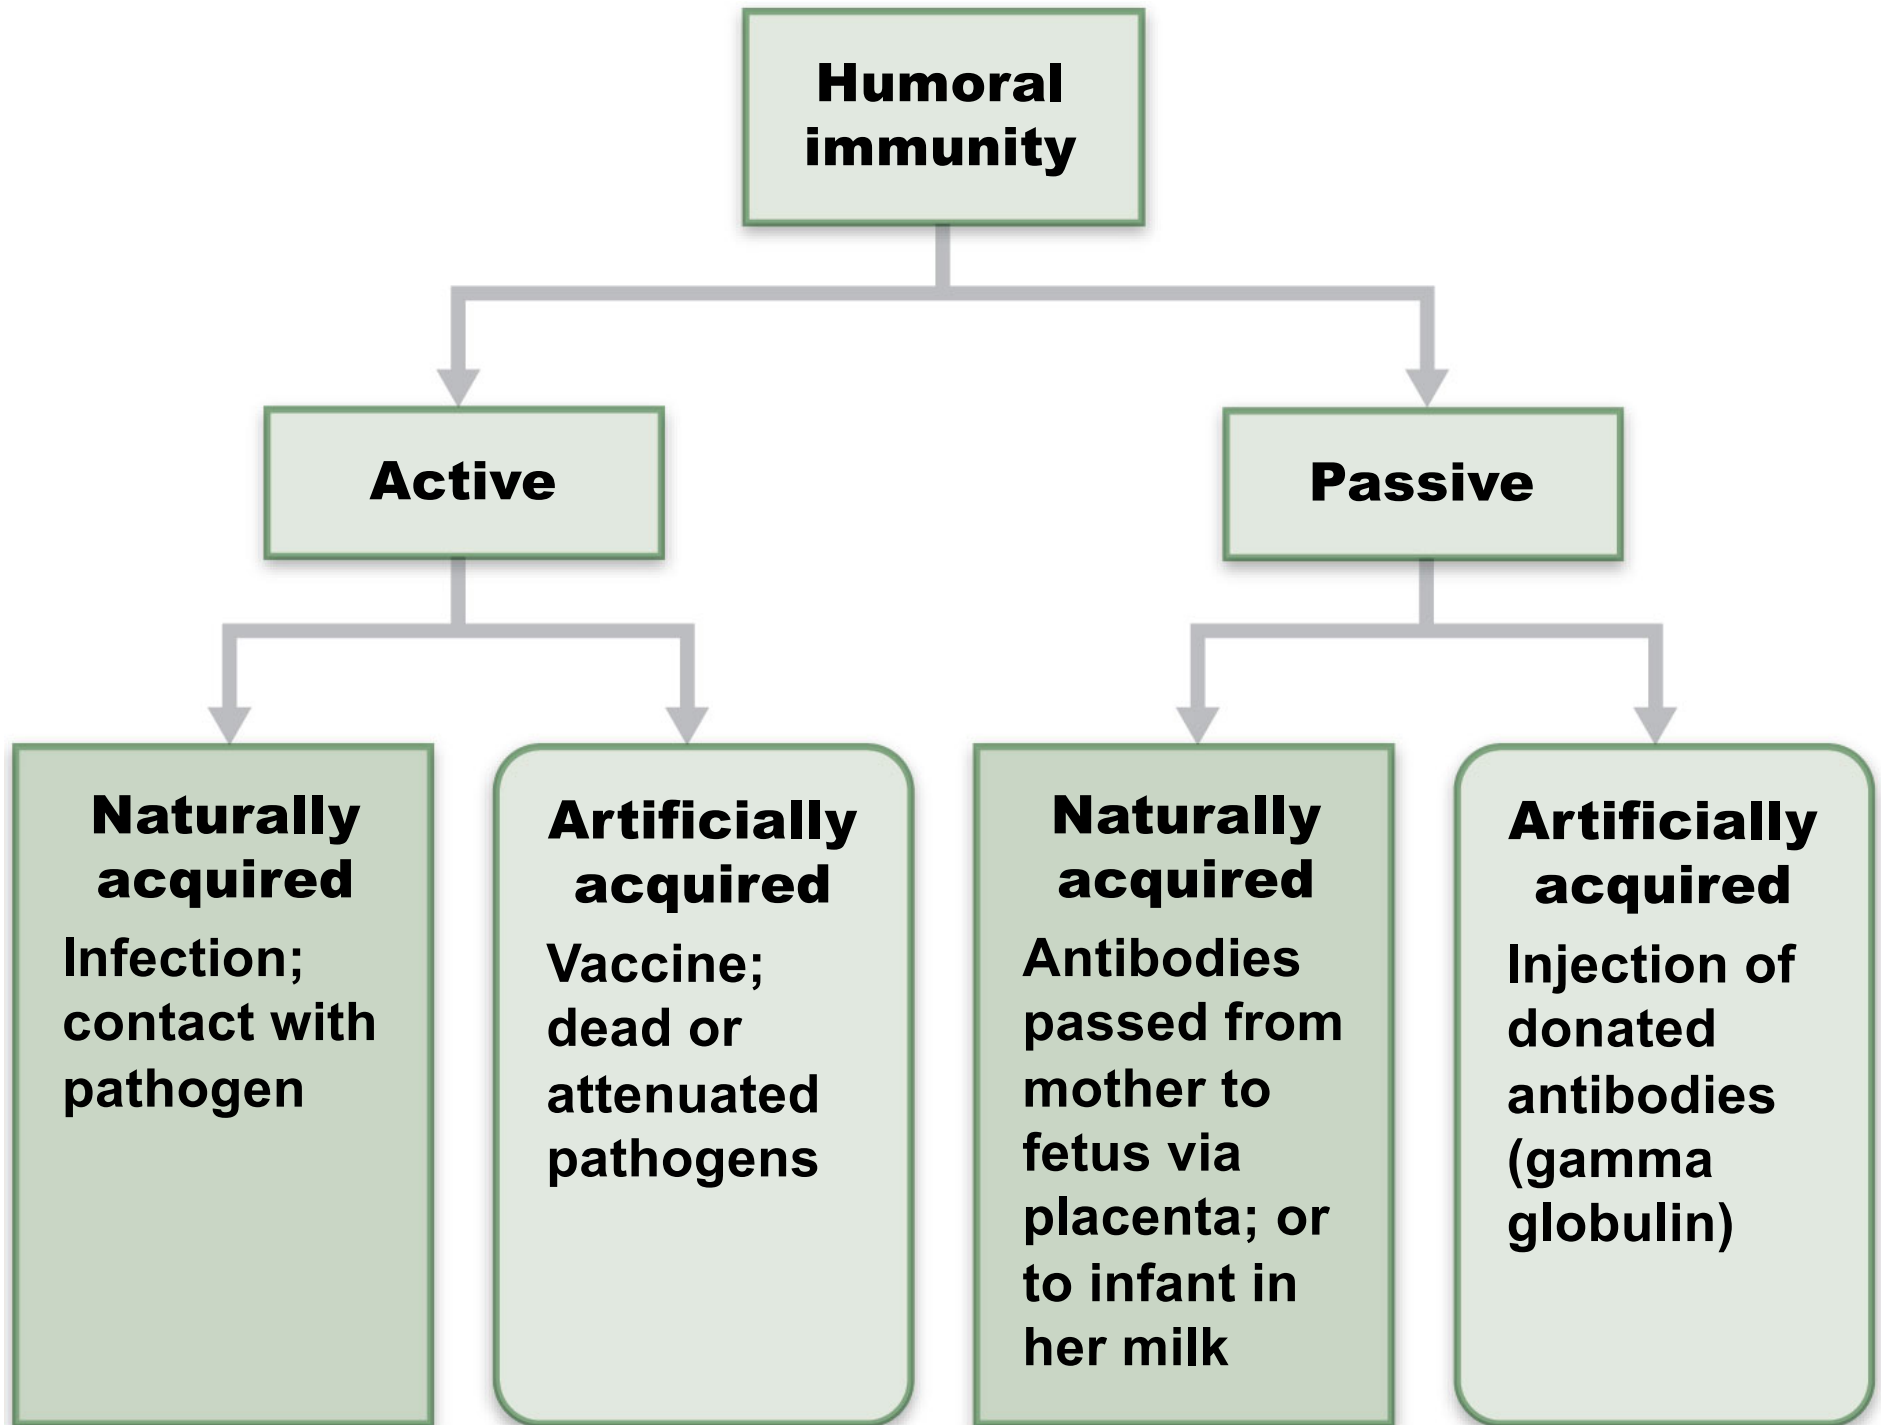 Humoral
immunity
Active
Passive
Naturally
acquired
Infection;
contact with
pathogen
Artificially
acquired
Vaccine;
dead or
attenuated
pathogens
Naturally
acquired
Antibodies
passed from
mother to
fetus via
placenta; or
to infant in
her milk
Artificially
acquired
Injection of
donated
antibodies
(gamma
globulin)